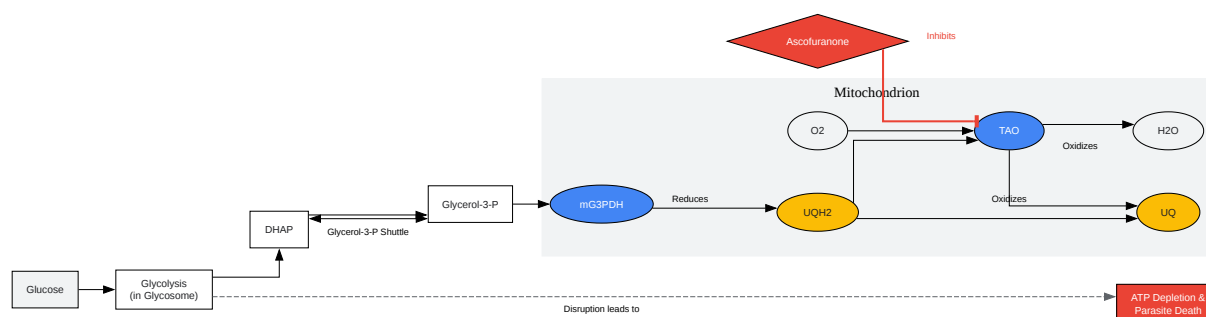 Ascofuranone
Inhibits
Mitochondrion
O2
TAO
H2O
Oxidizes
Glycerol-3-P
mG3PDH
Reduces
UQH2
Oxidizes
UQ
DHAP
Glycerol-3-P Shuttle
Glucose
Glycolysis
(in Glycosome)
Disruption leads to
ATP Depletion &
Parasite Death